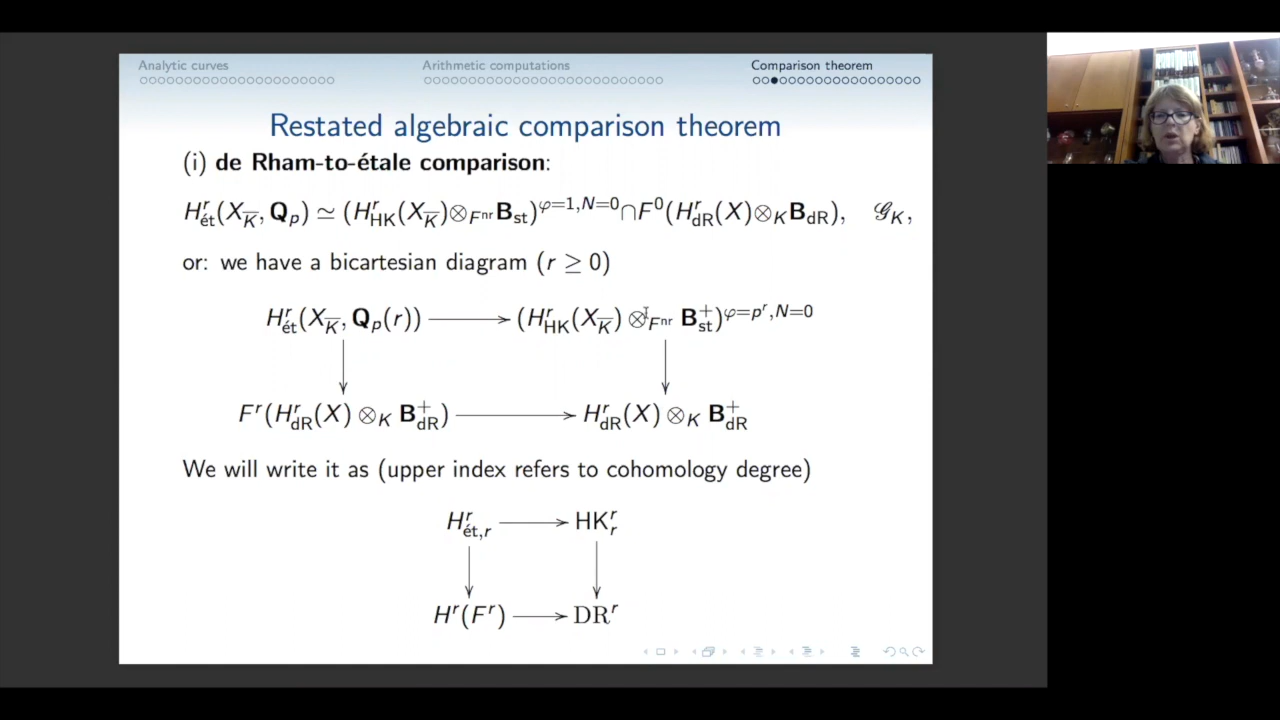 Analytic curves Arithmetic computations Comparison theorem
Restated algebraic comparison theorem
(i) de Rham-to-étale comparison:
H^r_ét(X_K̄, Q_p) ≃ (H^r_HK(X_K̄)⊗_{F^nr} B_st)^{φ=1,N=0} ∩ F^0(H^r_dR(X)⊗_K B_dR), 𝒢_K,
or: we have a bicartesian diagram (r ≥ 0)
H^r_ét(X_K̄, Q_p(r)) ⟶ (H^r_HK(X_K̄) ⊗_{F^nr} B^+_st)^{φ=p^r,N=0}
F^r(H^r_dR(X) ⊗_K B^+_dR) ⟶ H^r_dR(X) ⊗_K B^+_dR
We will write it as (upper index refers to cohomology degree)
H^r_{ét,r} ⟶ HK^r_r
H^r(F^r) ⟶ DR^r